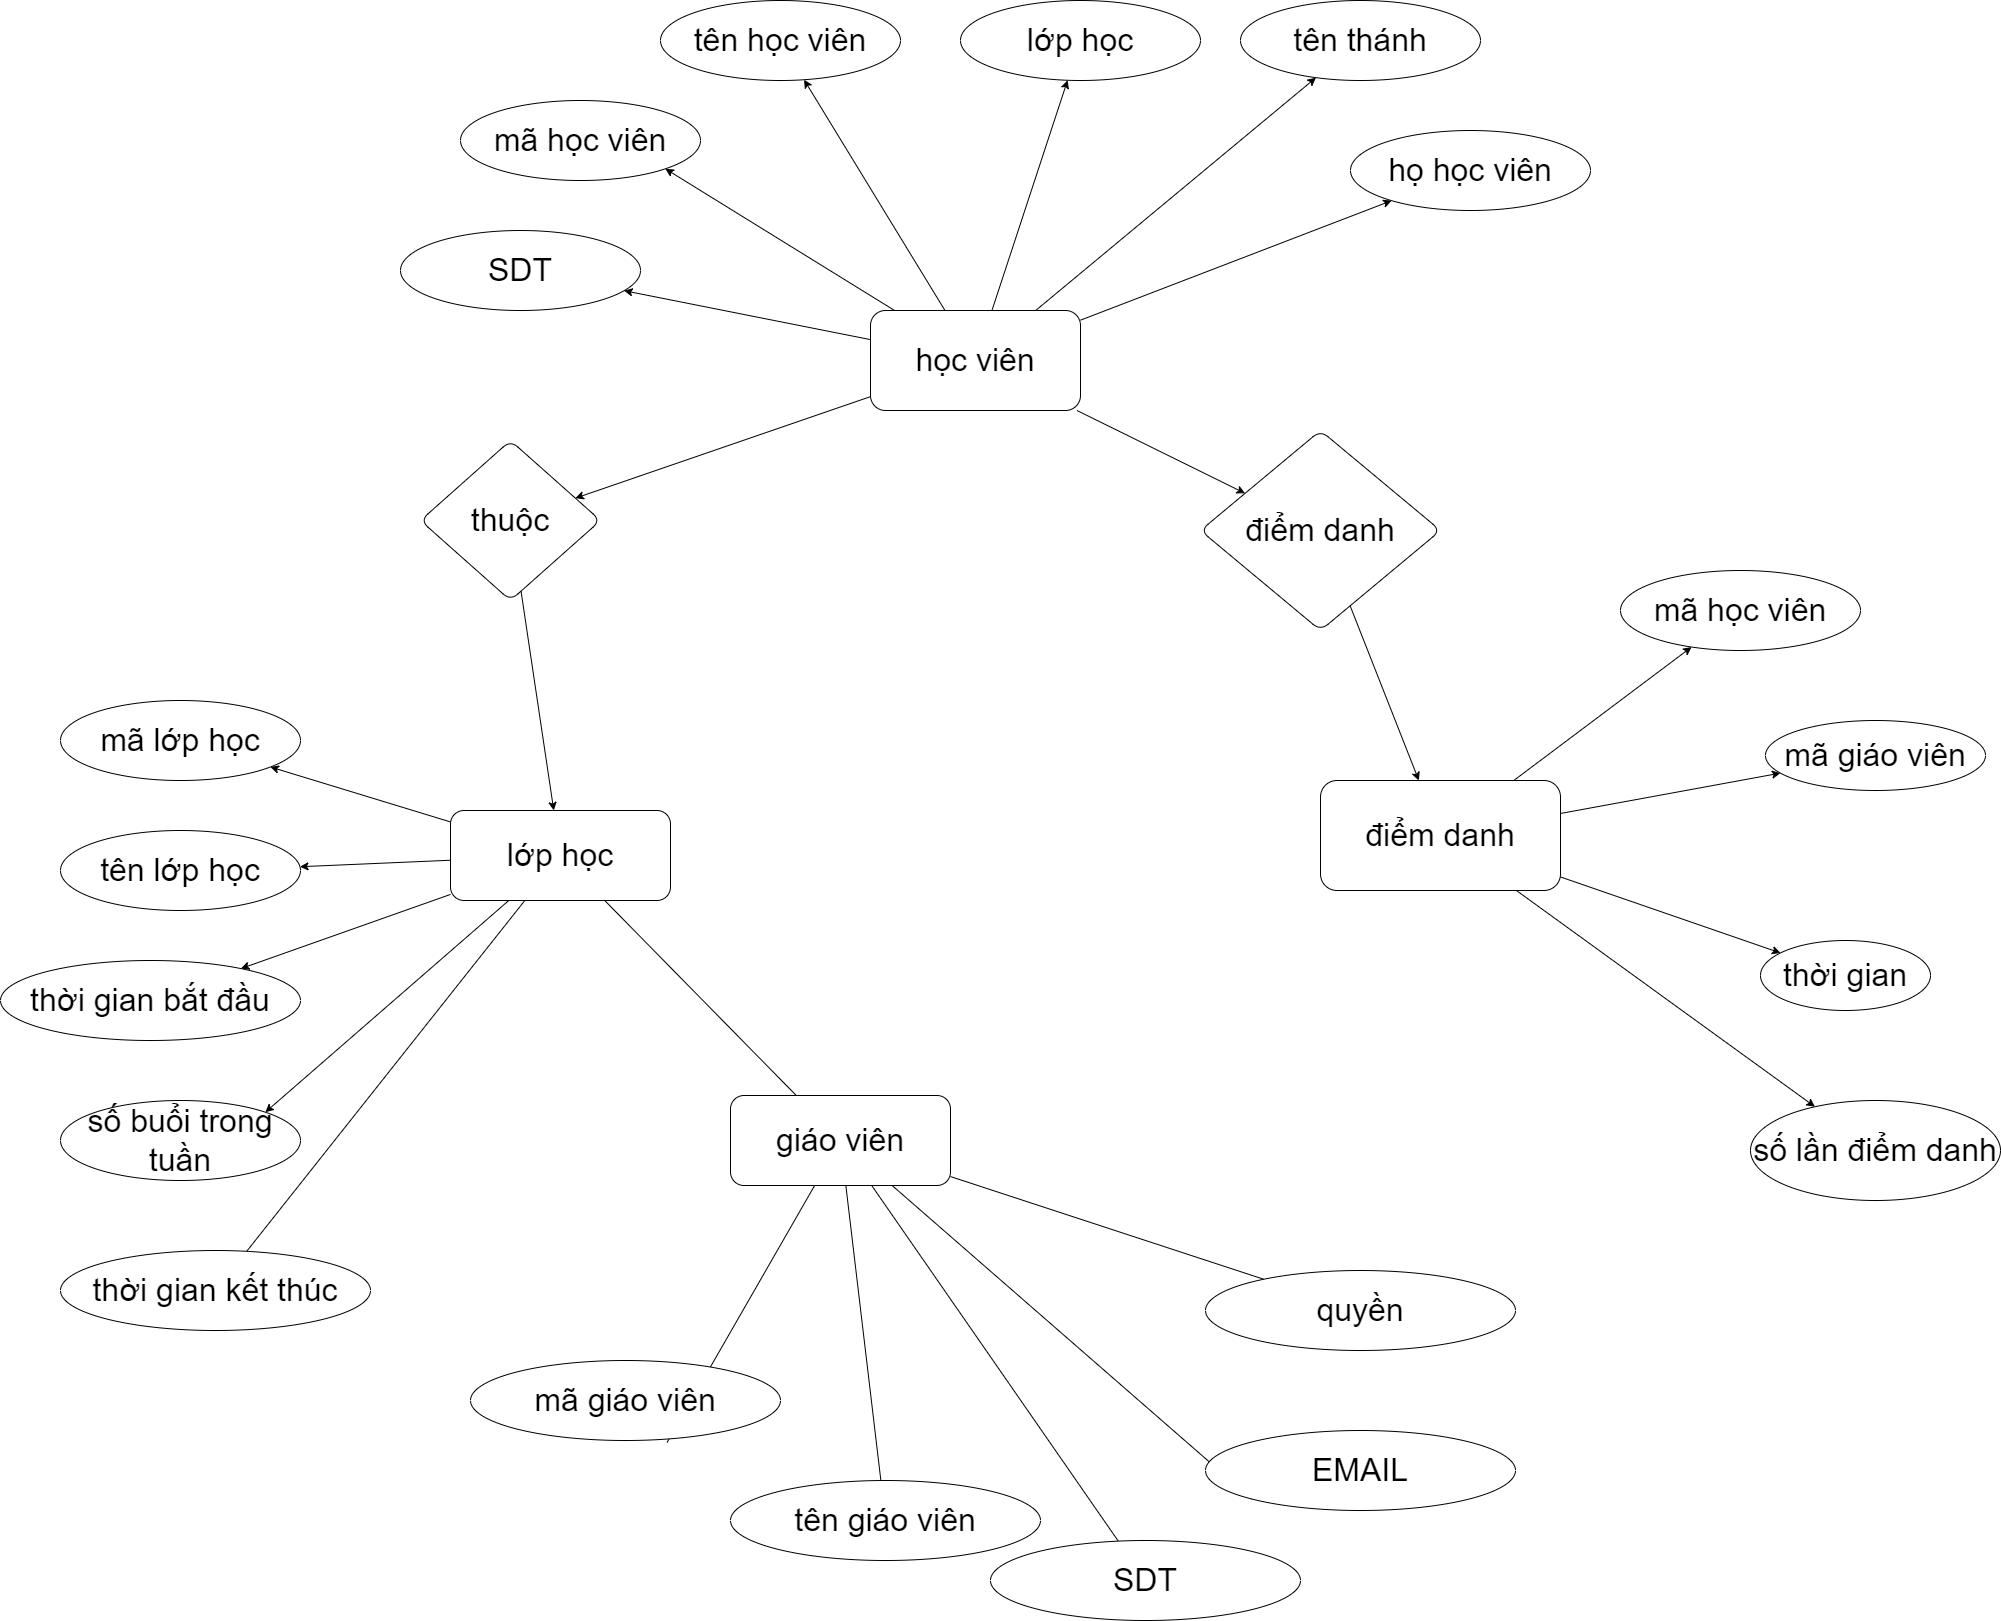 tên học viên
lớp học
tên thánh
mã học viên
họ học viên
SDT
học viên
thuộc
điểm danh
mã học viên
mã lớp học
mã giáo viên
điểm danh
lớp học
tên lớp học
thời gian
thời gian bắt đầu
số buổi trong
tuần
giáo viên
số lần điểm danh
thời gian kết thúc
quyền
mã giáo viên
EMAIL
tên giáo viên
SDT